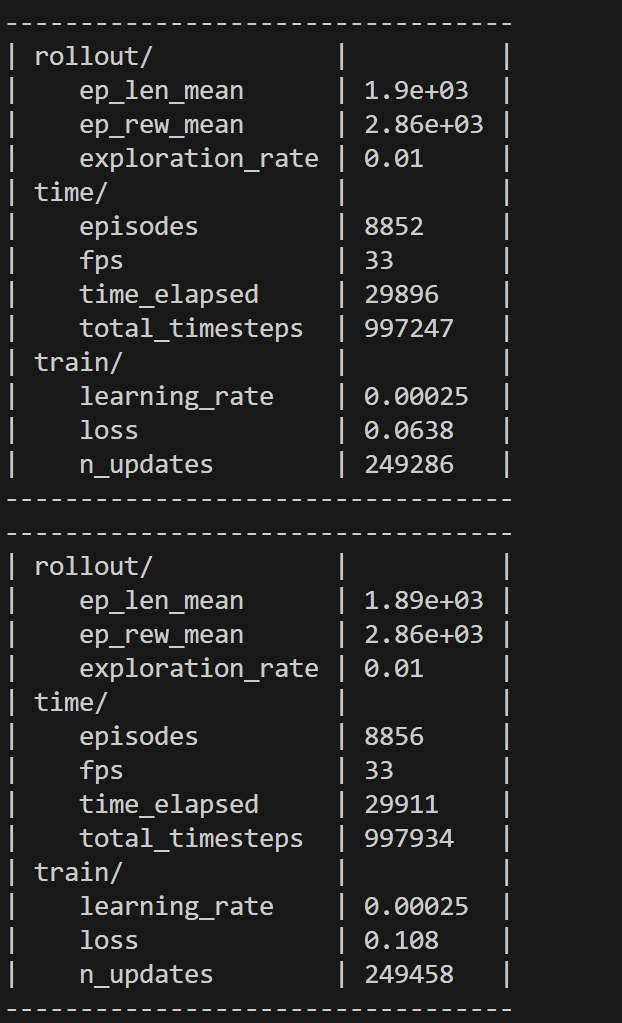 ----------------------------------
| rollout/            |          |
|    ep_len_mean      | 1.9e+03  |
|    ep_rew_mean      | 2.86e+03 |
|    exploration_rate | 0.01     |
| time/               |          |
|    episodes         | 8852     |
|    fps              | 33       |
|    time_elapsed     | 29896    |
|    total_timesteps  | 997247   |
| train/              |          |
|    learning_rate    | 0.00025  |
|    loss             | 0.0638   |
|    n_updates        | 249286   |
----------------------------------
----------------------------------
| rollout/            |          |
|    ep_len_mean      | 1.89e+03 |
|    ep_rew_mean      | 2.86e+03 |
|    exploration_rate | 0.01     |
| time/               |          |
|    episodes         | 8856     |
|    fps              | 33       |
|    time_elapsed     | 29911    |
|    total_timesteps  | 997934   |
| train/              |          |
|    learning_rate    | 0.00025  |
|    loss             | 0.108    |
|    n_updates        | 249458   |
----------------------------------